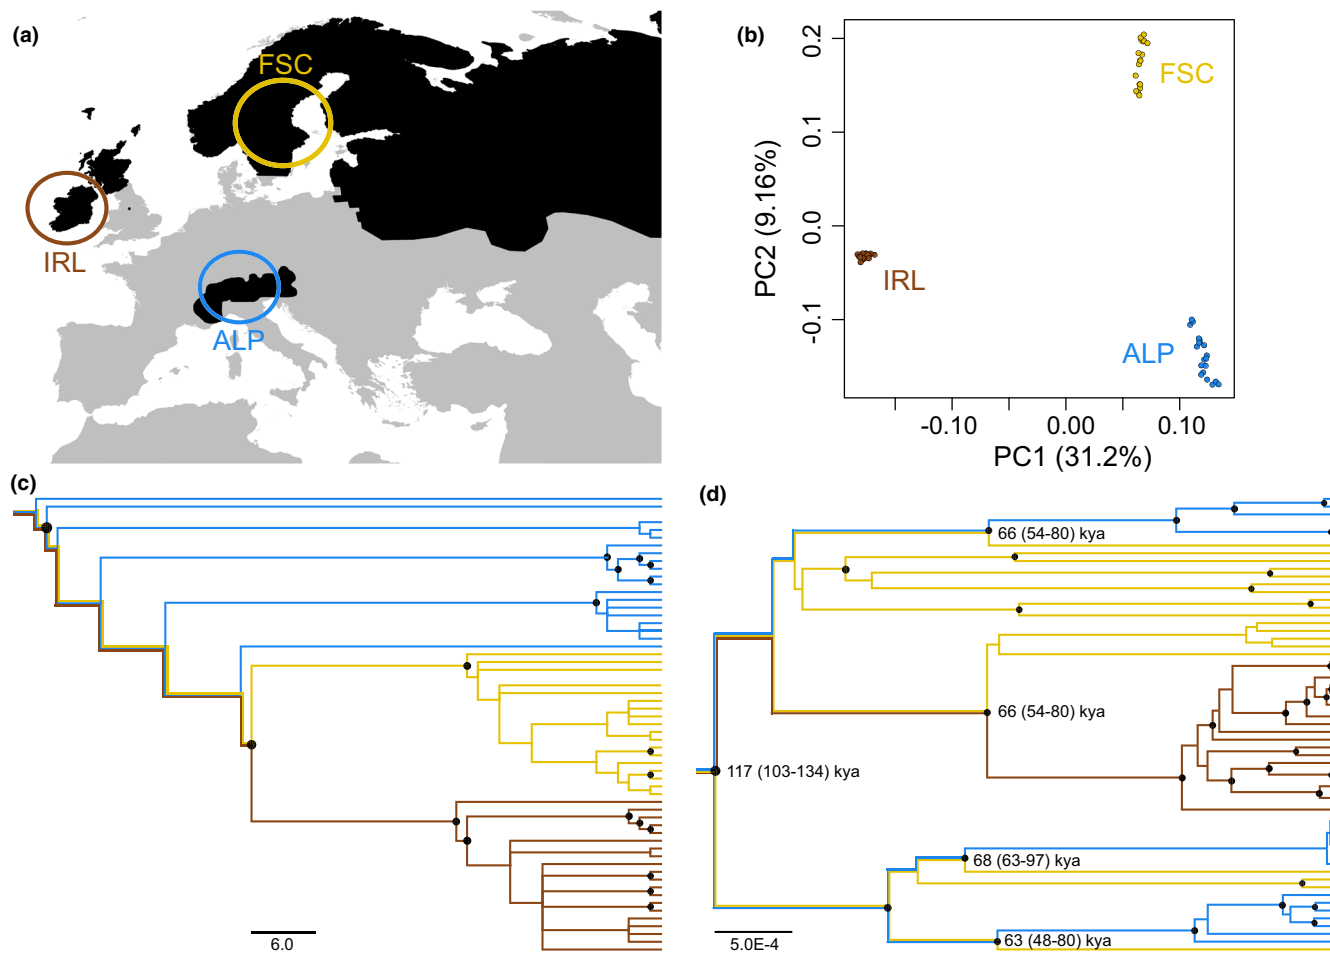 (a)
FSC
IRL
ALP
(b)
0.2
0.1
0.0
-0.1
PC2 (9.16%)
FSC
IRL
ALP
-0.10
0.00
0.10
PC1 (31.2%)
(c)
6.0
(d)
66 (54-80) kya
66 (54-80) kya
117 (103-134) kya
68 (63-97) kya
63 (48-80) kya
5.0E-4